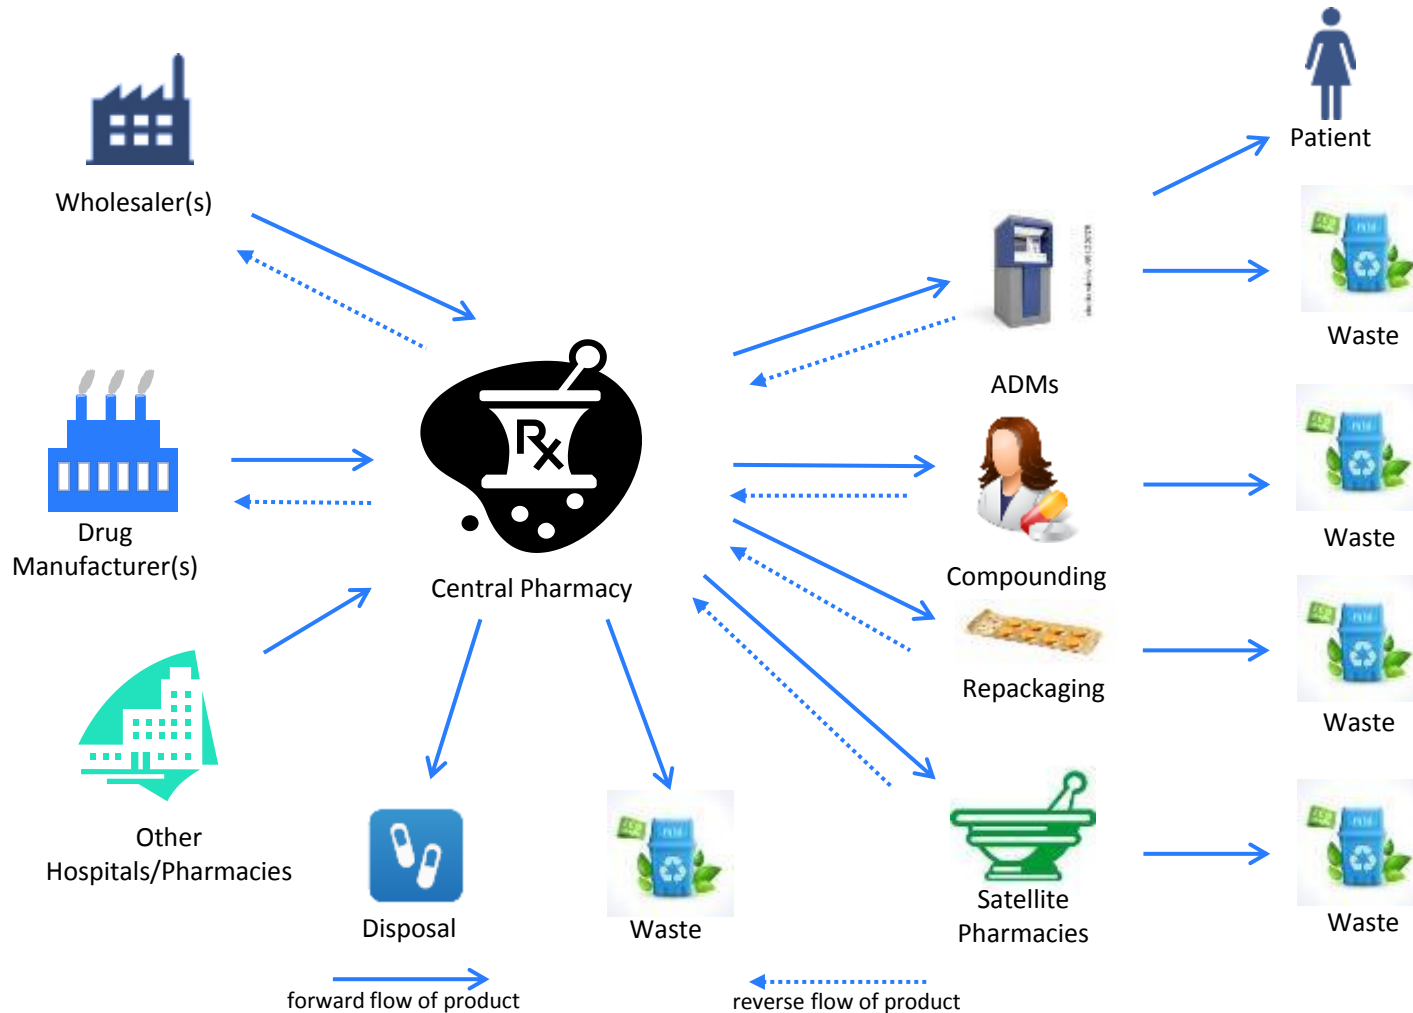 Patient
Wholesaler(s)
Waste
ADMs
Rx
Drug
Manufacturer(s)
Waste
Central Pharmacy
Compounding
Repackaging
Waste
Other
Hospitals/Pharmacies
Disposal
Waste
Satellite
Pharmacies
Waste
forward flow of product
reverse flow of product